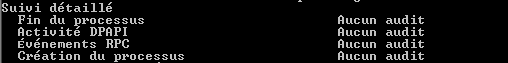 Suivi détaillé
Fin du processus Aucun audit
Activité DPAPI Aucun audit
Événements RPC Aucun audit
Création du processus Aucun audit